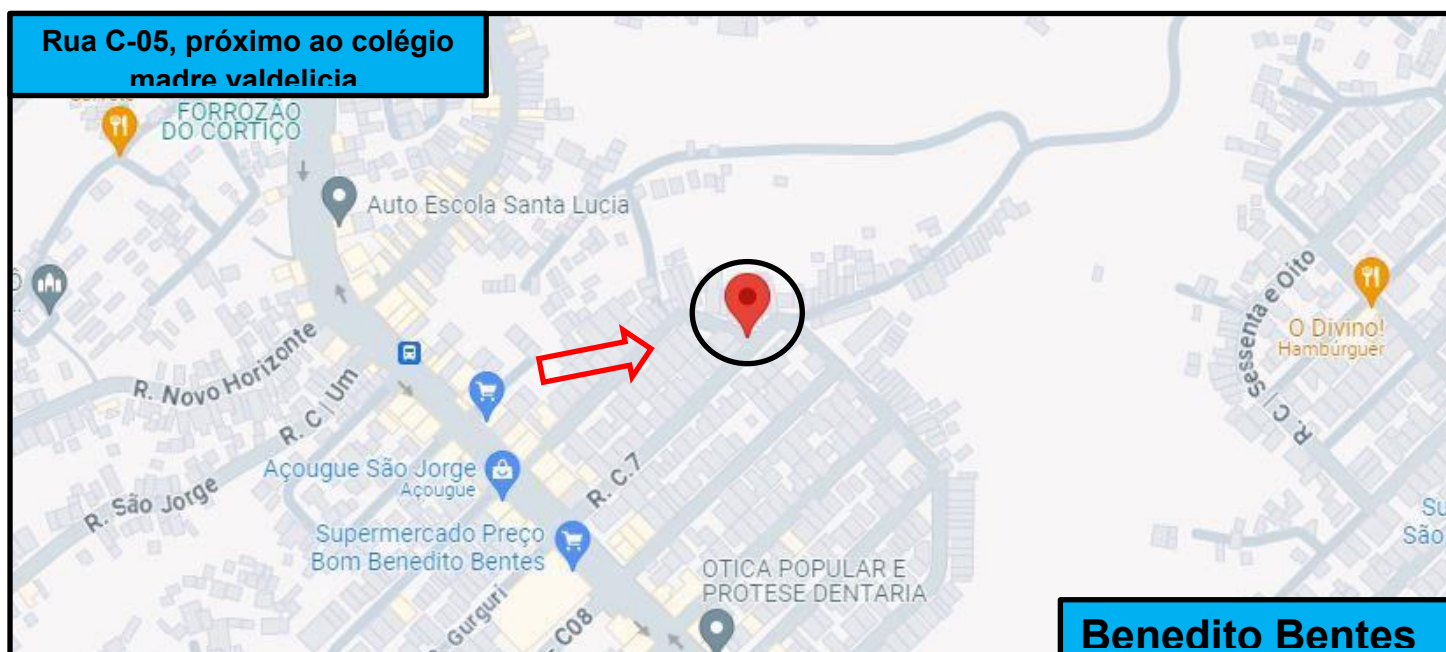 Rua C-05, próximo ao colégio
madre valdelicia.
FORROZÃO
DO CORTIÇO
Auto Escola Santa Lucia
R. Novo Horizonte
R. C | Um
R. São Jorge
Açougue São Jorge
Açougue
Supermercado Preço
Bom Benedito Bentes
R. C.7
OTICA POPULAR E
PROTESE DENTARIA
Gurguri
C08
R. C | Sessenta e Oito
O Divino!
Hambúrguer
Su
São
Benedito Bentes